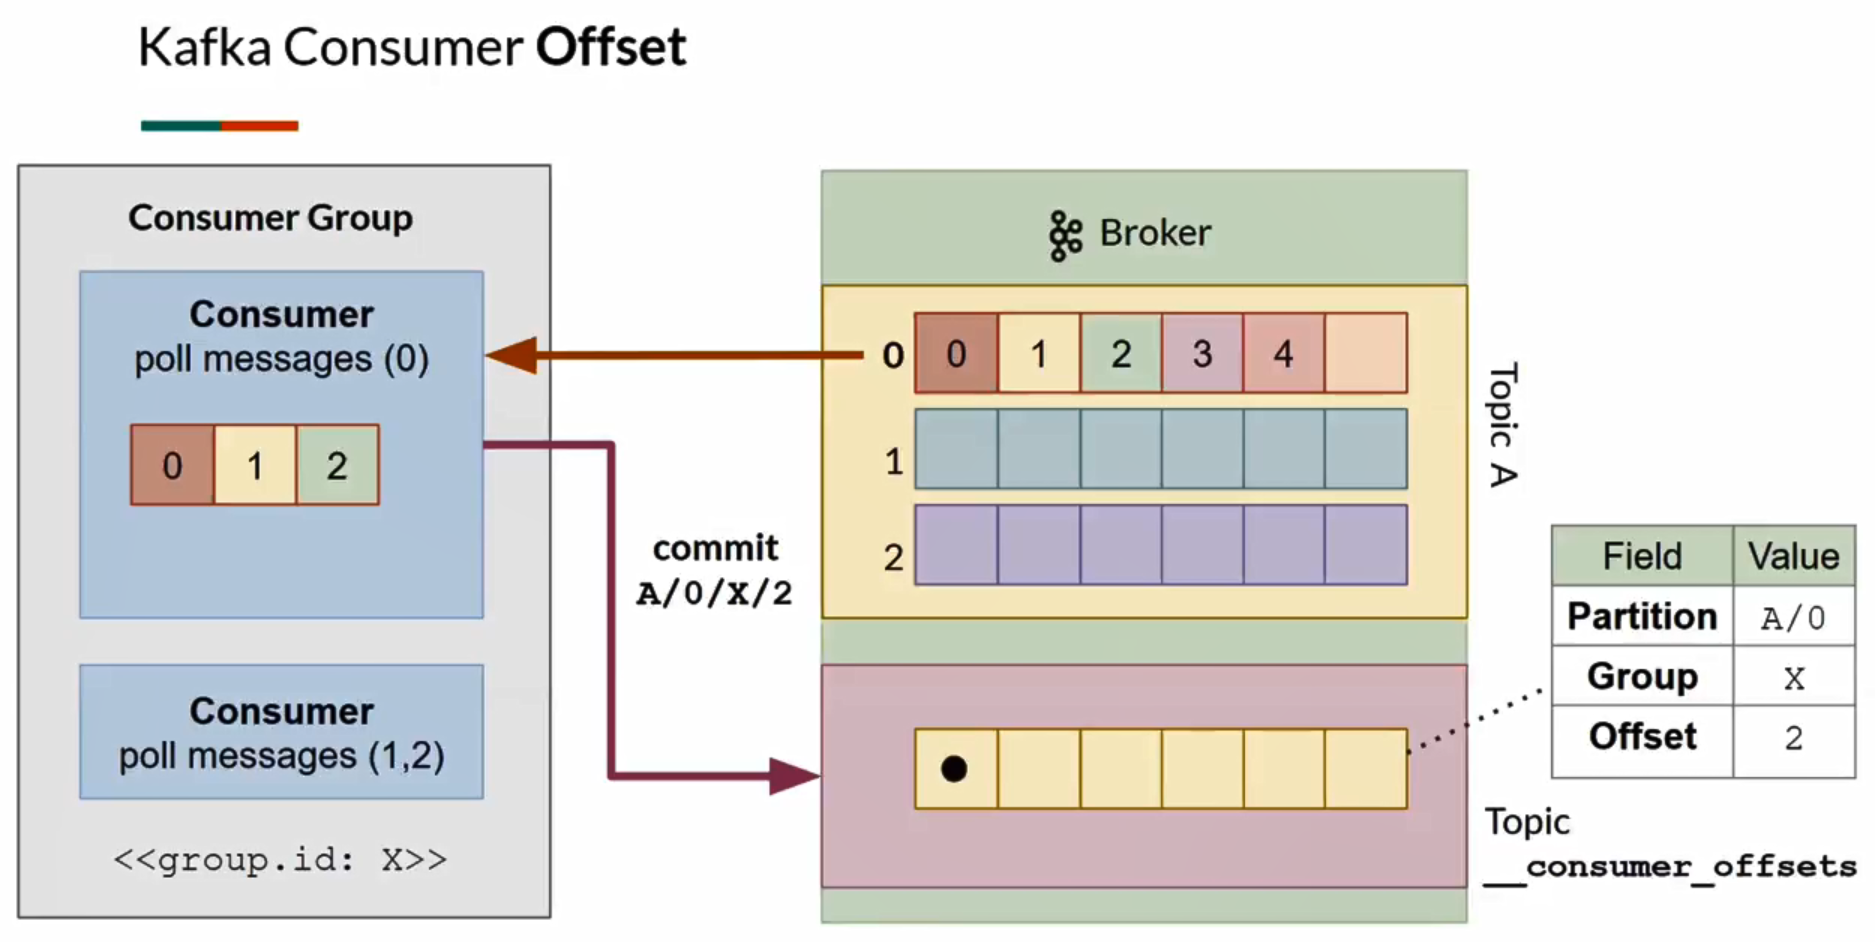 Kafka Consumer Offset
Consumer Group
Consumer
poll messages (0)
0 1 2
Consumer
poll messages (1,2)
<<group.id: X>>
commit
A/0/X/2
Broker
0 0 1 2 3 4
1
2
Topic A
Field Value
Partition A/0
Group X
Offset 2
Topic
__consumer_offsets